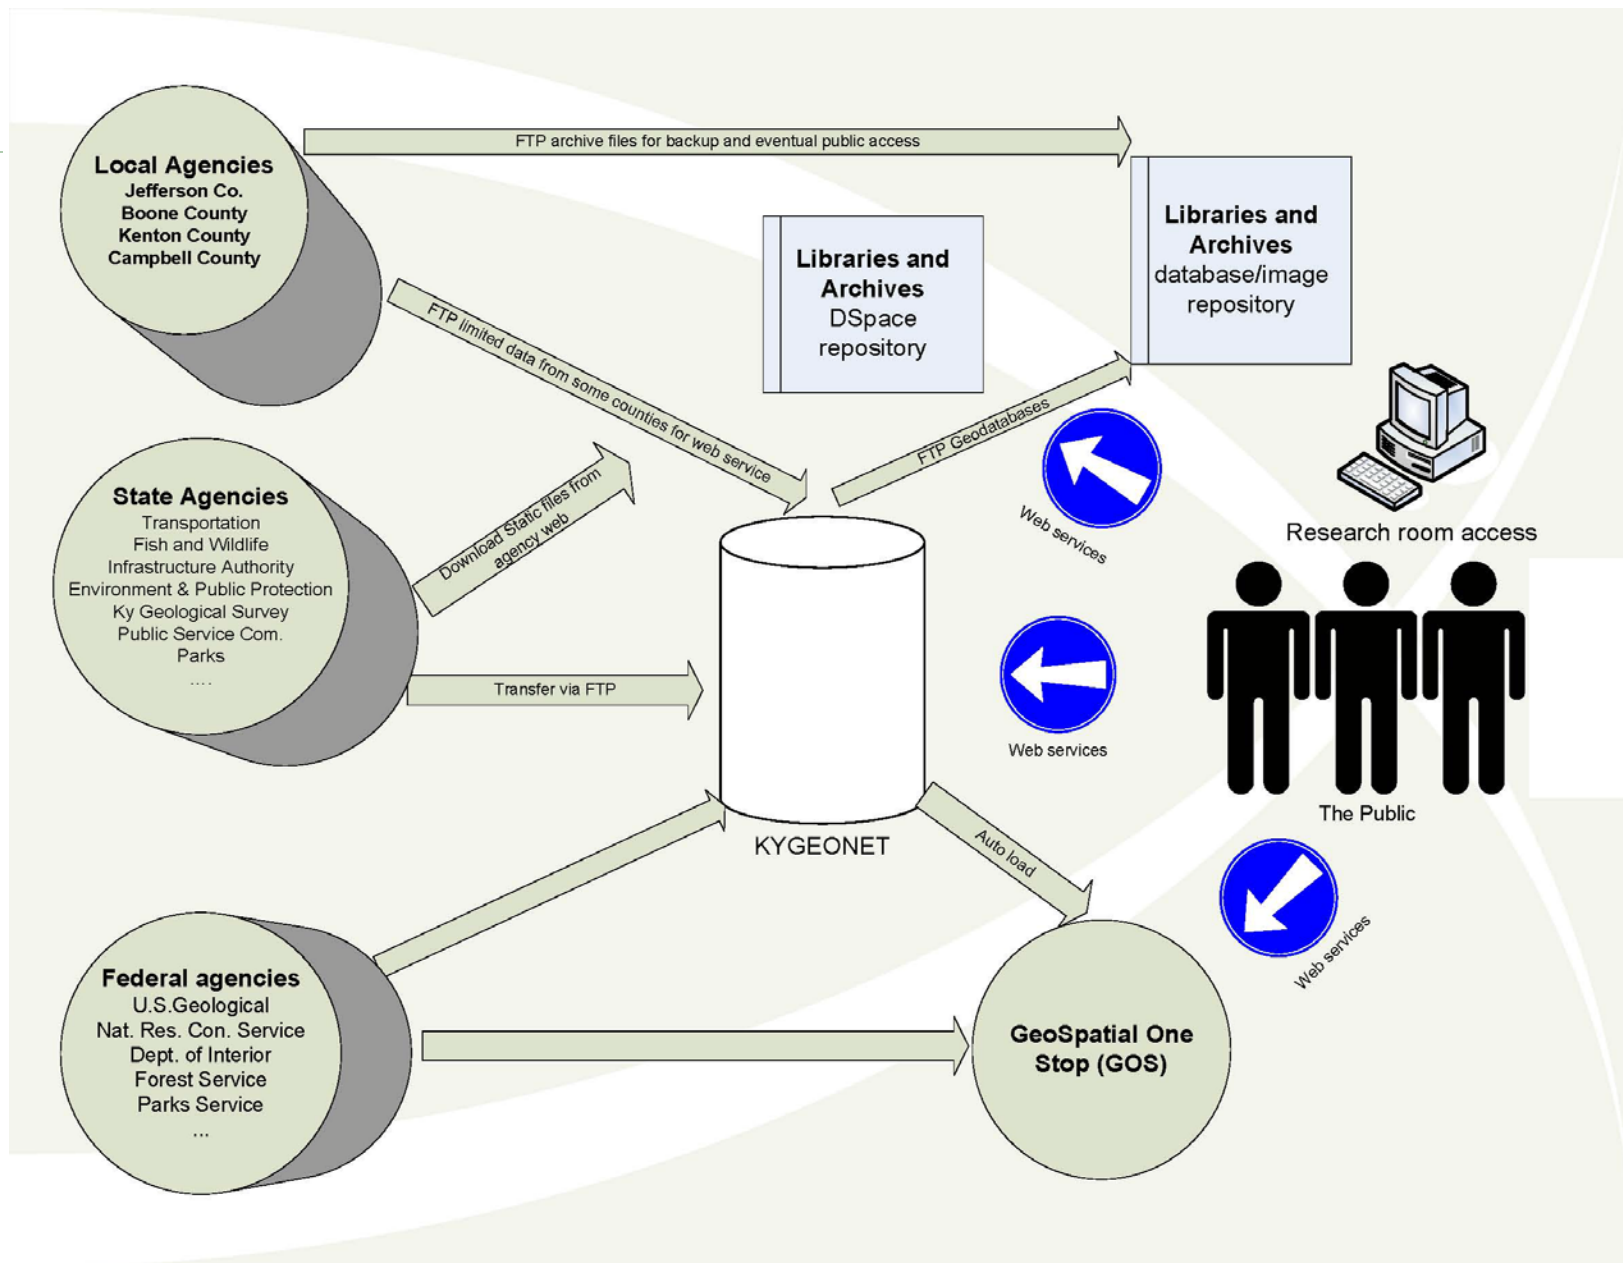 Local Agencies
Jefferson Co.
Boone County
Kenton County
Campbell County
FTP archive files for backup and eventual public access
Libraries and
Archives
database/image
repository
Libraries and
Archives
DSpace
repository
FTP limited data from some counties for web service
FTP Geodatabases
Web services
Research room access
State Agencies
Transportation
Fish and Wildlife
Infrastructure Authority
Environment & Public Protection
Ky Geological Survey
Public Service Com.
Parks
....
Download Static files from
agency web
Transfer via FTP
Web services
The Public
KYGEONET
Auto load
Web services
Federal agencies
U.S.Geological
Nat. Res. Con. Service
Dept. of Interior
Forest Service
Parks Service
...
GeoSpatial One
Stop (GOS)